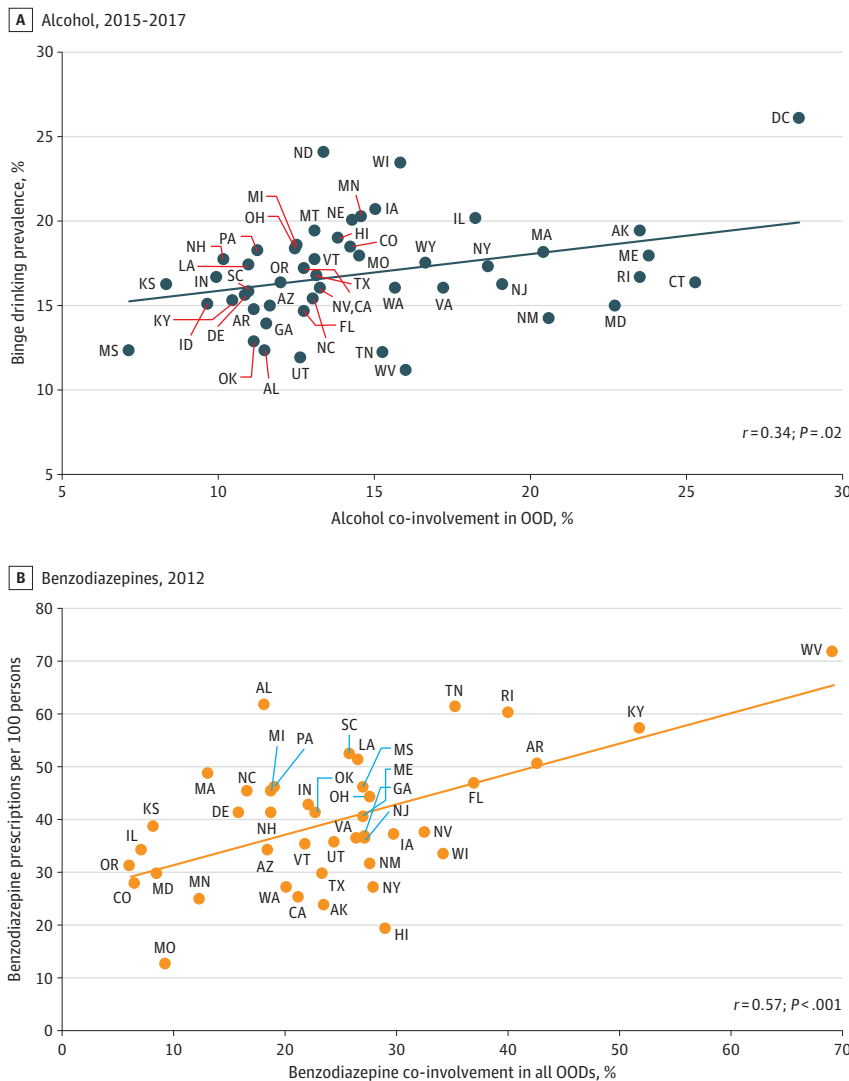 A Alcohol, 2015-2017
30
25
20
15
10
5
Binge drinking prevalence, %
DC
ND
WI
MN
MI
NE
IA
OH
MT
IL
HI
PA
CO
MA
AK
NH
MO
WY
NY
ME
LA
VT
OR
TX
RI
KS
IN
SC
NJ
CT
AZ
NV,CA
WA
VA
KY
AR
DE
ID
GA
FL
NM
MD
NC
MS
TN
UT
WV
OK
AL
r=0.34; P=.02
5
10
15
20
25
30
Alcohol co-involvement in OOD, %
B Benzodiazepines, 2012
80
70
60
50
40
30
20
10
0
Benzodiazepine prescriptions per 100 persons
WV
AL
TN
RI
KY
SC
MI
PA
LA
MS
AR
ME
MA
NC
OK
IN
OH
GA
FL
KS
DE
NJ
NH
VA
NV
IL
IA
VT
UT
WI
OR
AZ
NM
CO
MD
MN
WA
TX
NY
CA
AK
HI
MO
r=0.57; P<.001
0
10
20
30
40
50
60
70
Benzodiazepine co-involvement in all OODs, %